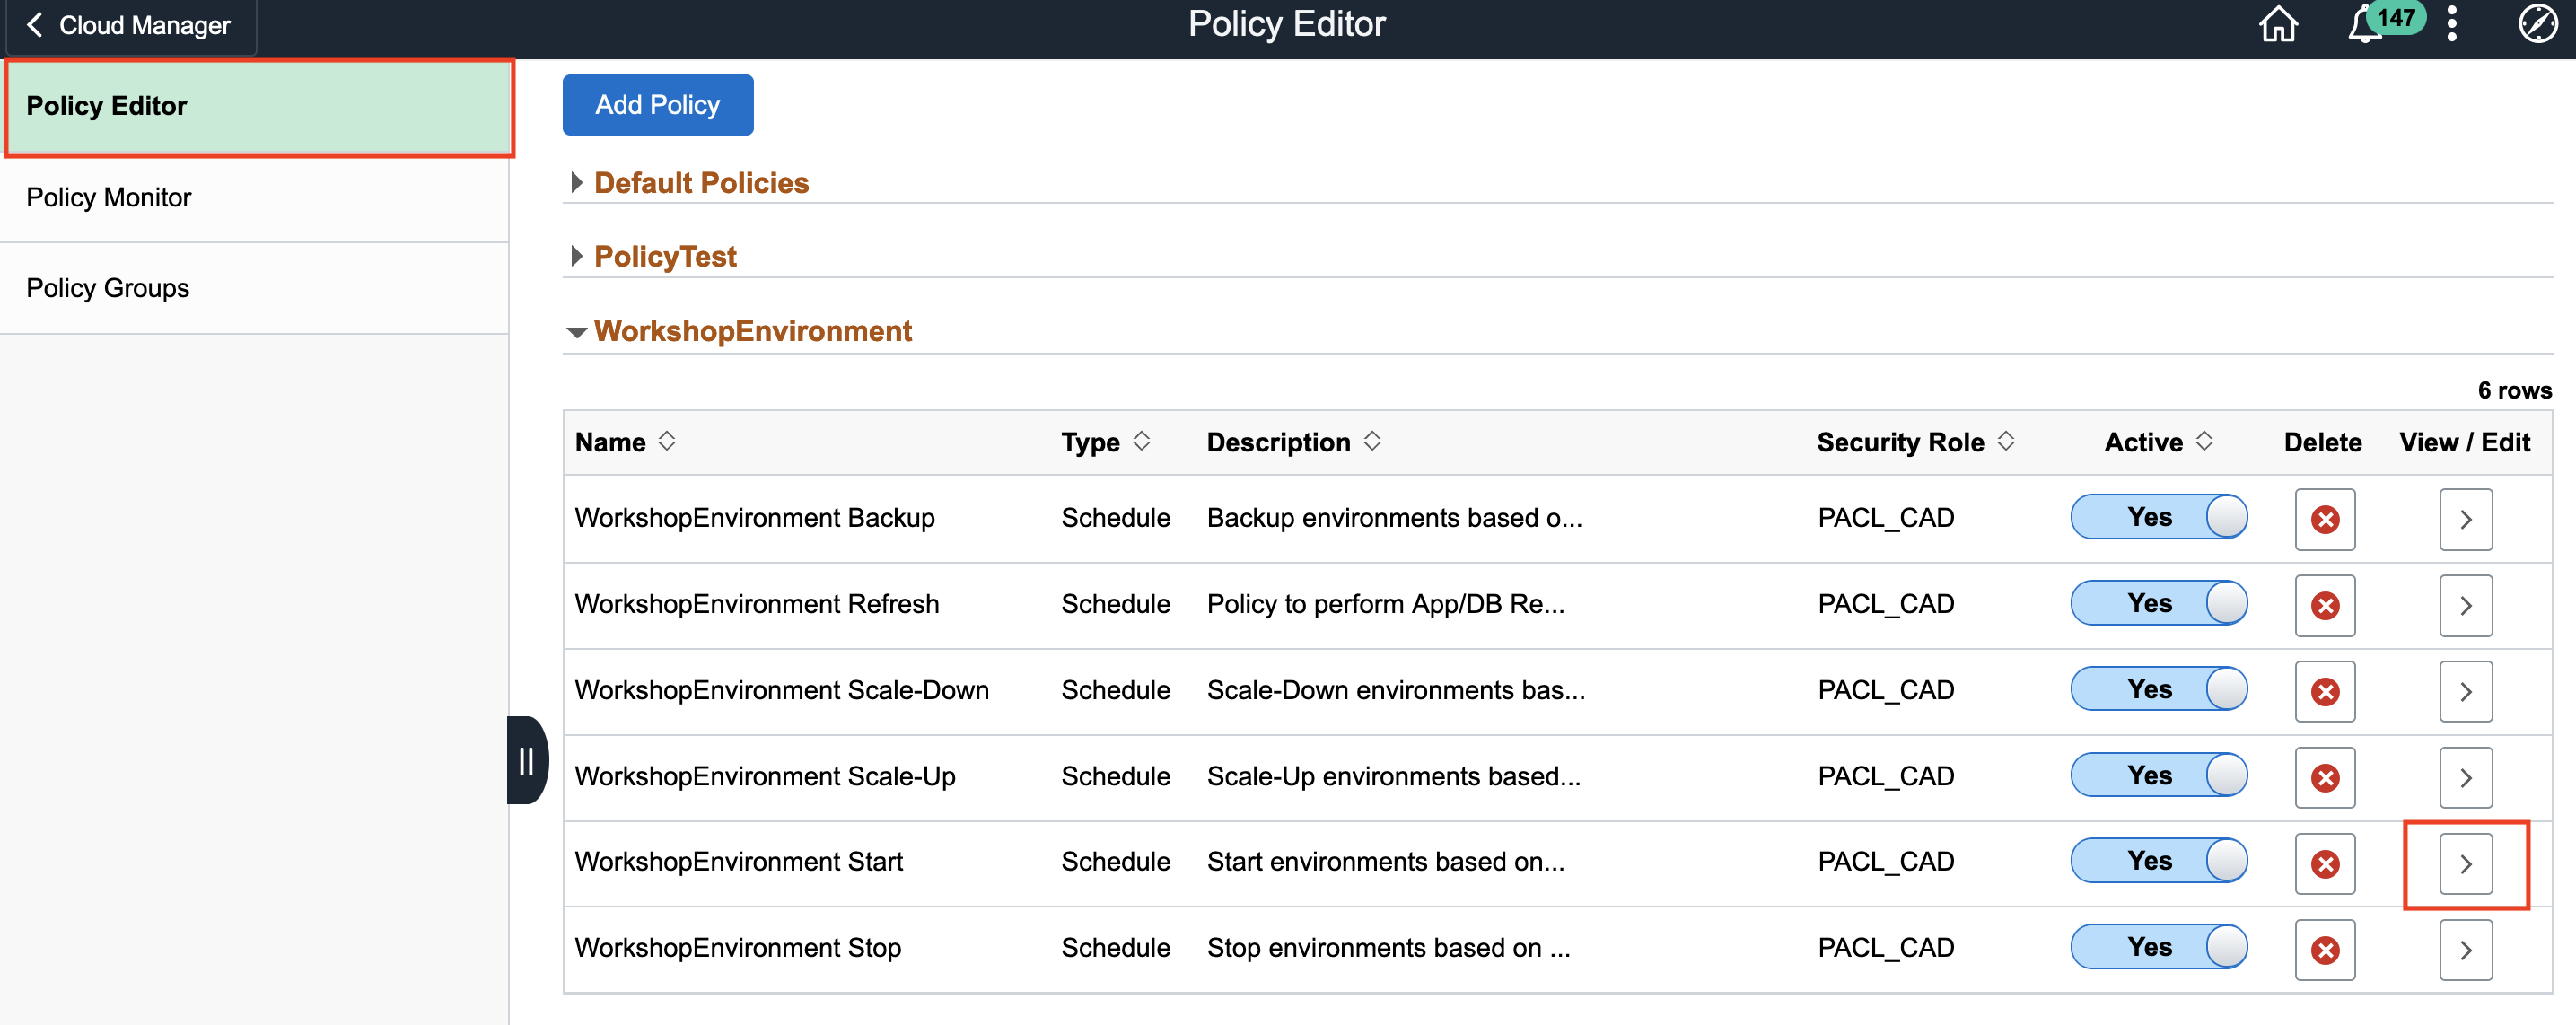 Cloud Manager
Policy Editor
147
Policy Editor
Policy Monitor
Policy Groups
Add Policy
Default Policies
PolicyTest
WorkshopEnvironment
6 rows
Name Type Description Security Role Active Delete View / Edit
WorkshopEnvironment Backup Schedule Backup environments based o... PACL_CAD Yes
WorkshopEnvironment Refresh Schedule Policy to perform App/DB Re... PACL_CAD Yes
WorkshopEnvironment Scale-Down Schedule Scale-Down environments bas... PACL_CAD Yes
WorkshopEnvironment Scale-Up Schedule Scale-Up environments based... PACL_CAD Yes
WorkshopEnvironment Start Schedule Start environments based on... PACL_CAD Yes
WorkshopEnvironment Stop Schedule Stop environments based on ... PACL_CAD Yes